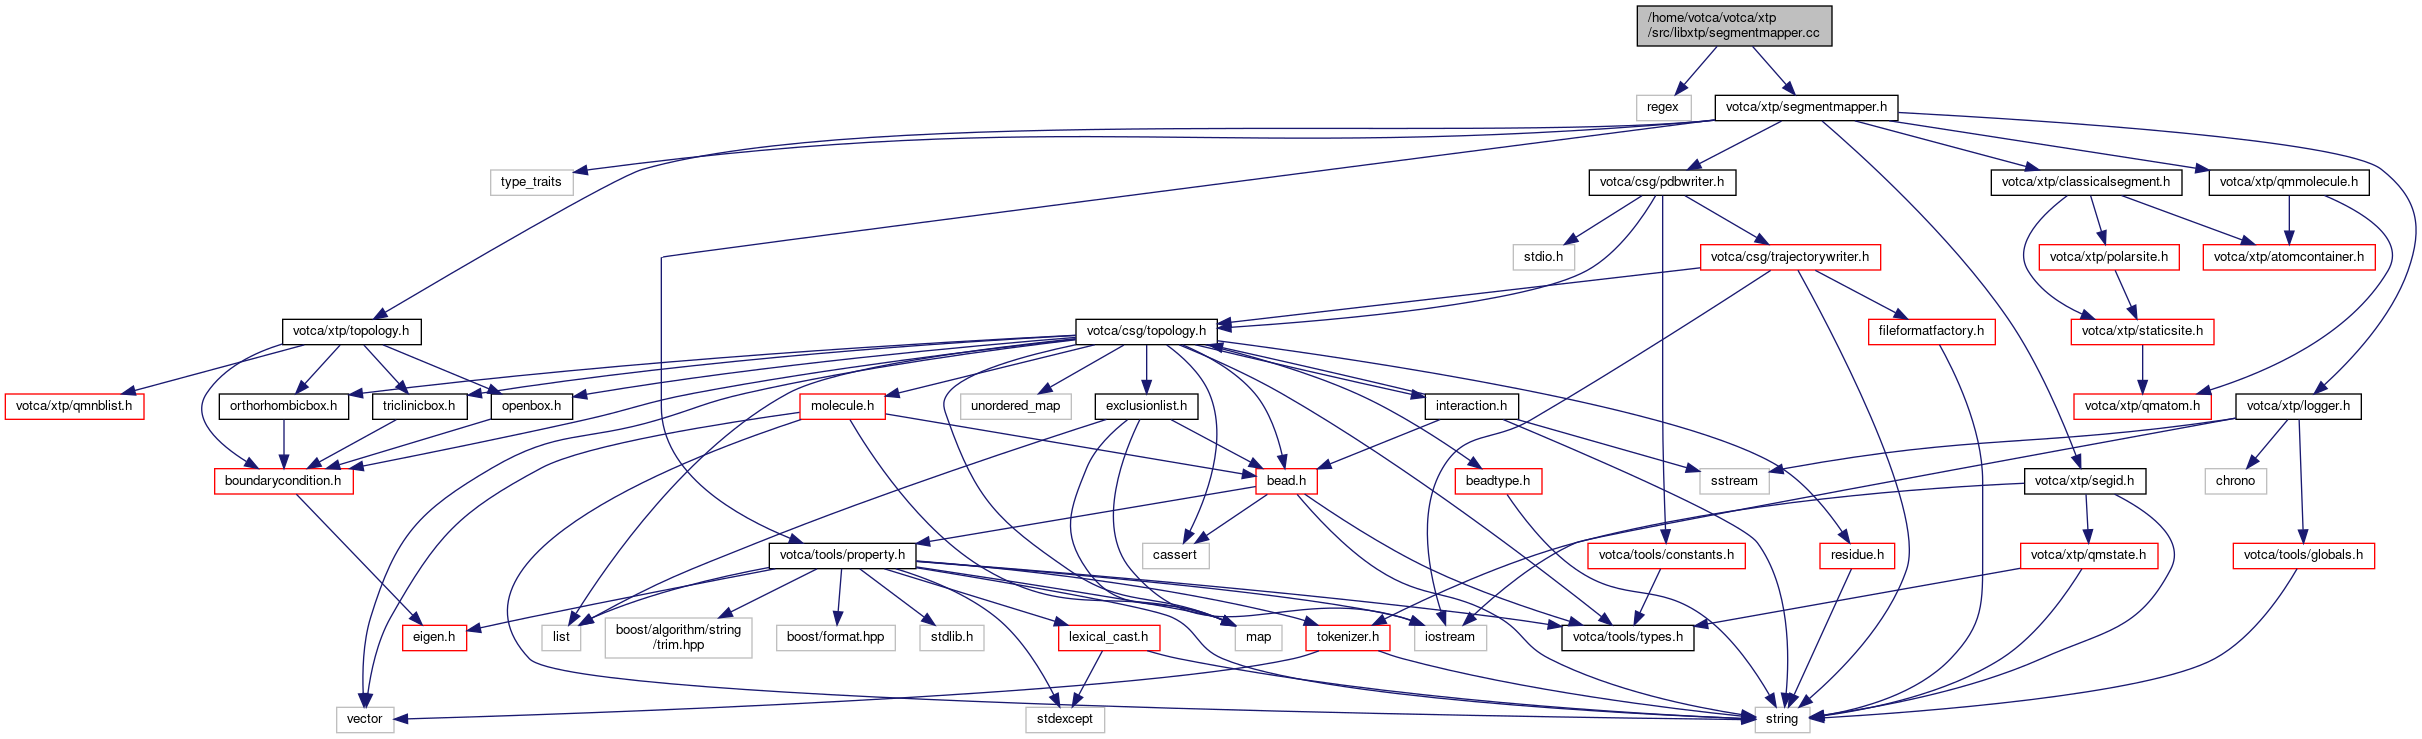 /home/votca/votca/xtp
/src/libxtp/segmentmapper.cc
regex
votca/xtp/segmentmapper.h
type_traits
votca/csg/pdbwriter.h
votca/xtp/classicalsegment.h
votca/xtp/qmmolecule.h
stdio.h
votca/csg/trajectorywriter.h
votca/xtp/polarsite.h
votca/xtp/atomcontainer.h
votca/xtp/topology.h
votca/csg/topology.h
fileformatfactory.h
votca/xtp/staticsite.h
votca/xtp/qmnblist.h
orthorhombicbox.h
triclinicbox.h
openbox.h
molecule.h
unordered_map
exclusionlist.h
interaction.h
votca/xtp/qmatom.h
votca/xtp/logger.h
boundarycondition.h
bead.h
beadtype.h
sstream
votca/xtp/segid.h
chrono
votca/tools/property.h
cassert
votca/tools/constants.h
residue.h
votca/xtp/qmstate.h
votca/tools/globals.h
eigen.h
list
boost/algorithm/string
/trim.hpp
boost/format.hpp
stdlib.h
lexical_cast.h
map
tokenizer.h
iostream
votca/tools/types.h
vector
stdexcept
string